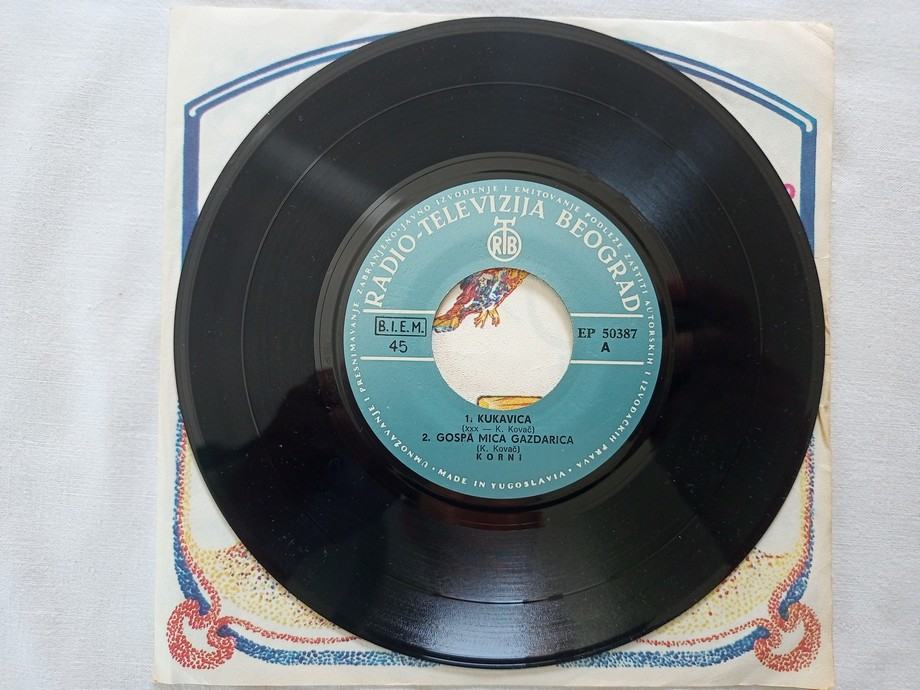 UMNOŽAVANJE I PRESNIMAVANJE ZABRANJENO · JAVNO IZVOĐENJE I EMITOVANJE PODLEŽE ZAŠTITI AUTORSKIH I IZVOĐAČKIH PRAVA
RADIO-TELEVIZIJA BEOGRAD
RTB
B.I.E.M.
45
EP 50387
A
1. KUKAVICA
(xxx — K. Kovač)
2. GOSPA MICA GAZDARICA
(K. Kovač)
KORNI
· MADE IN YUGOSLAVIA ·